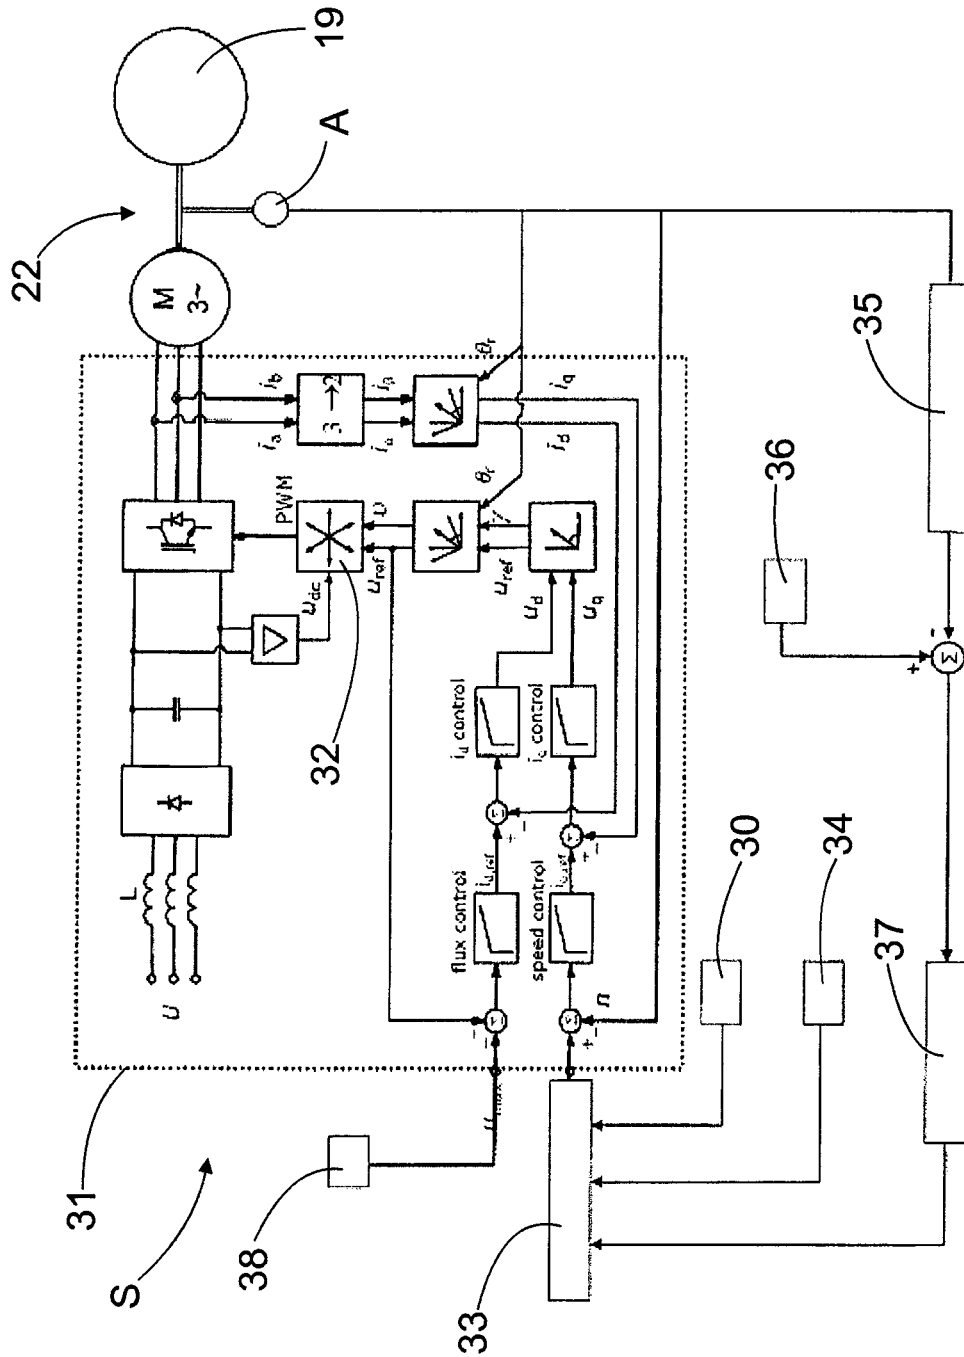 19
A
22
M
3~
35
36
i_b
i_a
3→2
i_β
i_α
θ_r
i_q
i_d
PWM
32
u_dc
u_ref
υ
θ_r
u_ref
γ
u_d
u_q
i_d control
i_q control
i_d,ref
i_q,ref
flux control
speed control
L
U
n
Σ
Σ
Σ
Σ
Σ
+
-
+
-
+
-
-
-
+
-
30
34
37
31
38
S
33
u_max